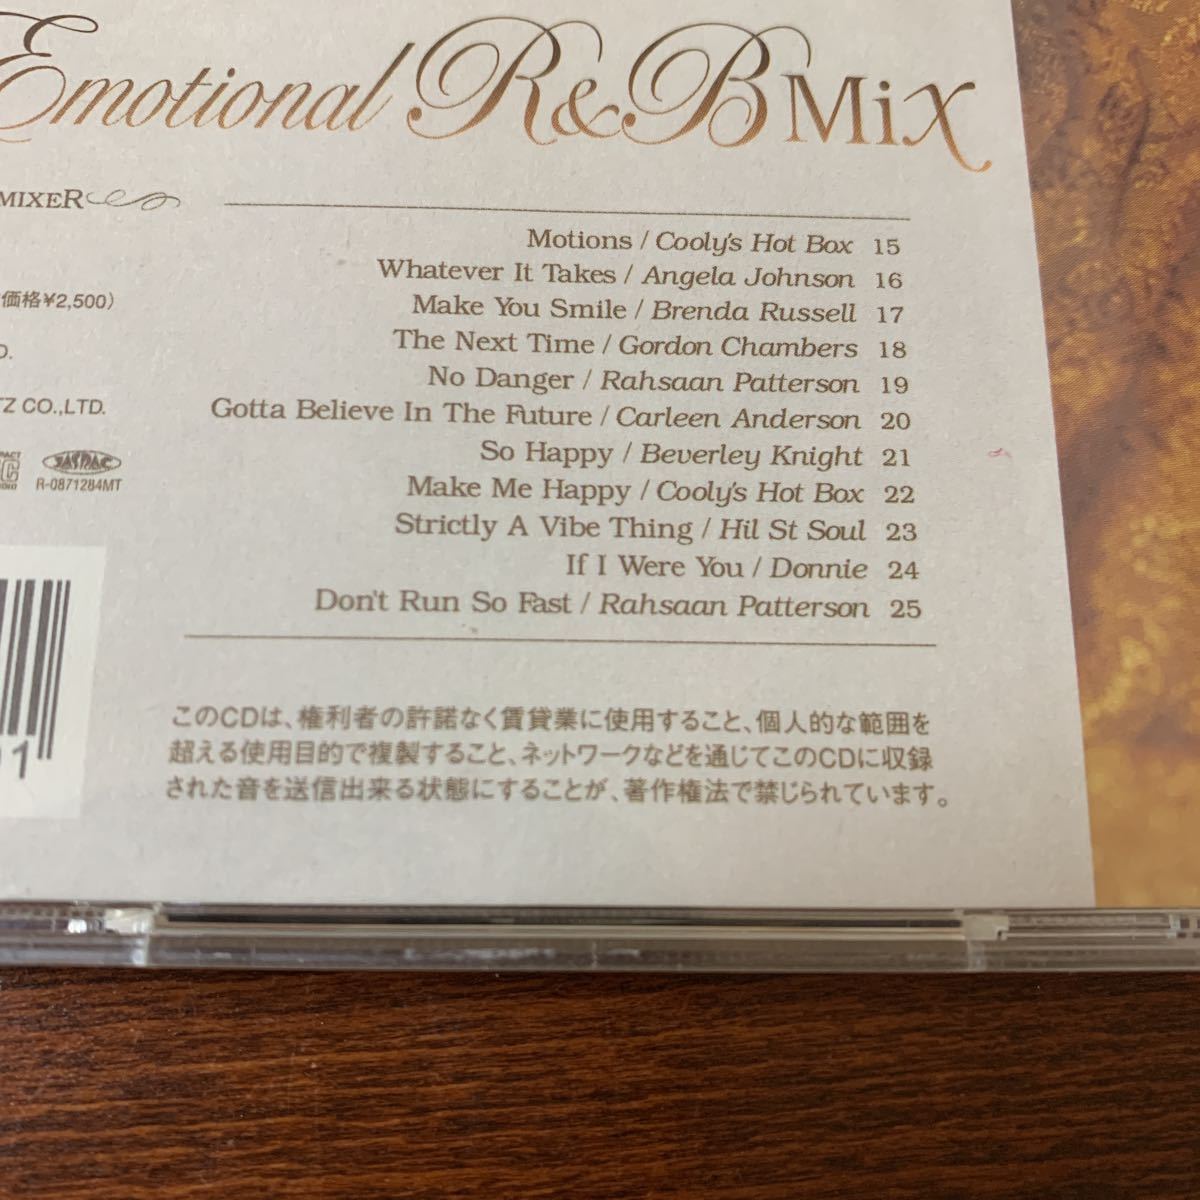 Emotional R&B Mix
MIXER
Motions / Cooly's Hot Box 15
Whatever It Takes / Angela Johnson 16
価格¥2,500)
Make You Smile / Brenda Russell 17
The Next Time / Gordon Chambers 18
D.
No Danger / Rahsaan Patterson 19
TZ CO.,LTD.
Gotta Believe In The Future / Carleen Anderson 20
So Happy / Beverley Knight 21
JASRAC
R-0871284MT
Make Me Happy / Cooly's Hot Box 22
Strictly A Vibe Thing / Hil St Soul 23
If I Were You / Donnie 24
Don't Run So Fast / Rahsaan Patterson 25
このCDは、権利者の許諾なく賃貸業に使用すること、個人的な範囲を
超える使用目的で複製すること、ネットワークなどを通じてこのCDに収録
された音を送信出来る状態にすることが、著作権法で禁じられています。